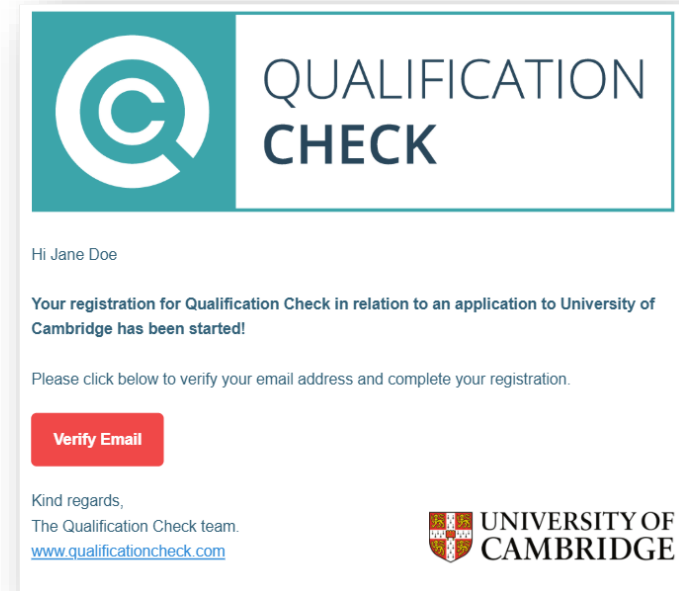 QUALIFICATION
CHECK
Hi Jane Doe
Your registration for Qualification Check in relation to an application to University of
Cambridge has been started!
Please click below to verify your email address and complete your registration.
Verify Email
Kind regards,
The Qualification Check team.
www.qualificationcheck.com
UNIVERSITY OF
CAMBRIDGE